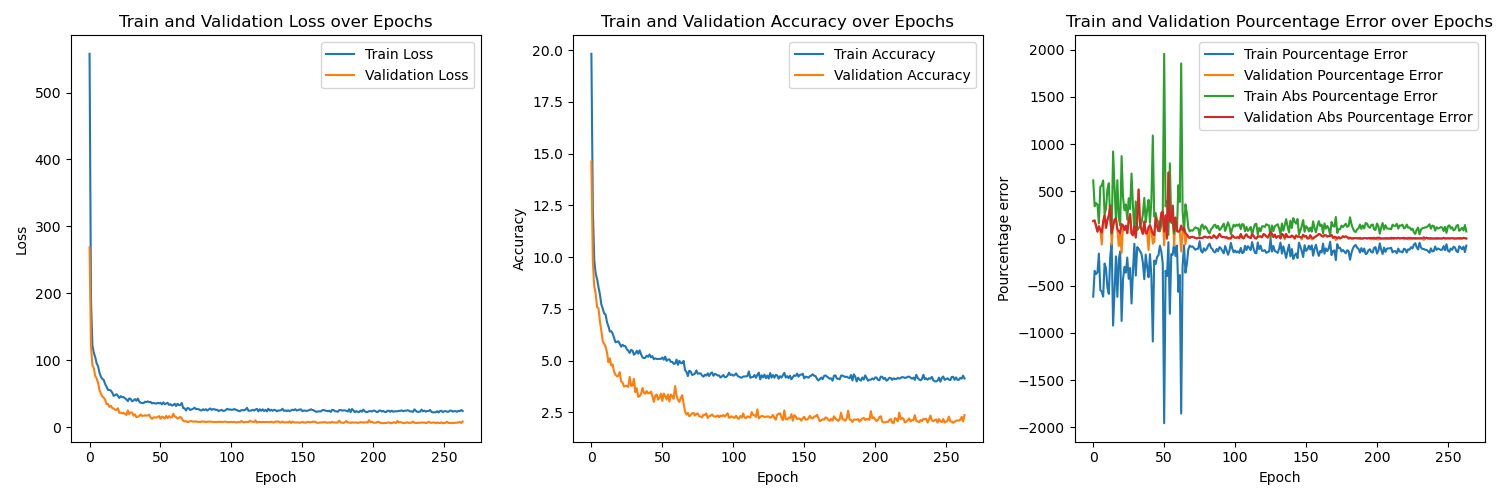 Train and Validation Loss over Epochs
Loss
500
400
300
200
100
0
0 50 100 150 200 250
Epoch
Train Loss
Validation Loss
Train and Validation Accuracy over Epochs
Accuracy
20.0
17.5
15.0
12.5
10.0
7.5
5.0
2.5
0 50 100 150 200 250
Epoch
Train Accuracy
Validation Accuracy
Train and Validation Pourcentage Error over Epochs
Pourcentage error
2000
1500
1000
500
0
−500
−1000
−1500
−2000
0 50 100 150 200 250
Epoch
Train Pourcentage Error
Validation Pourcentage Error
Train Abs Pourcentage Error
Validation Abs Pourcentage Error